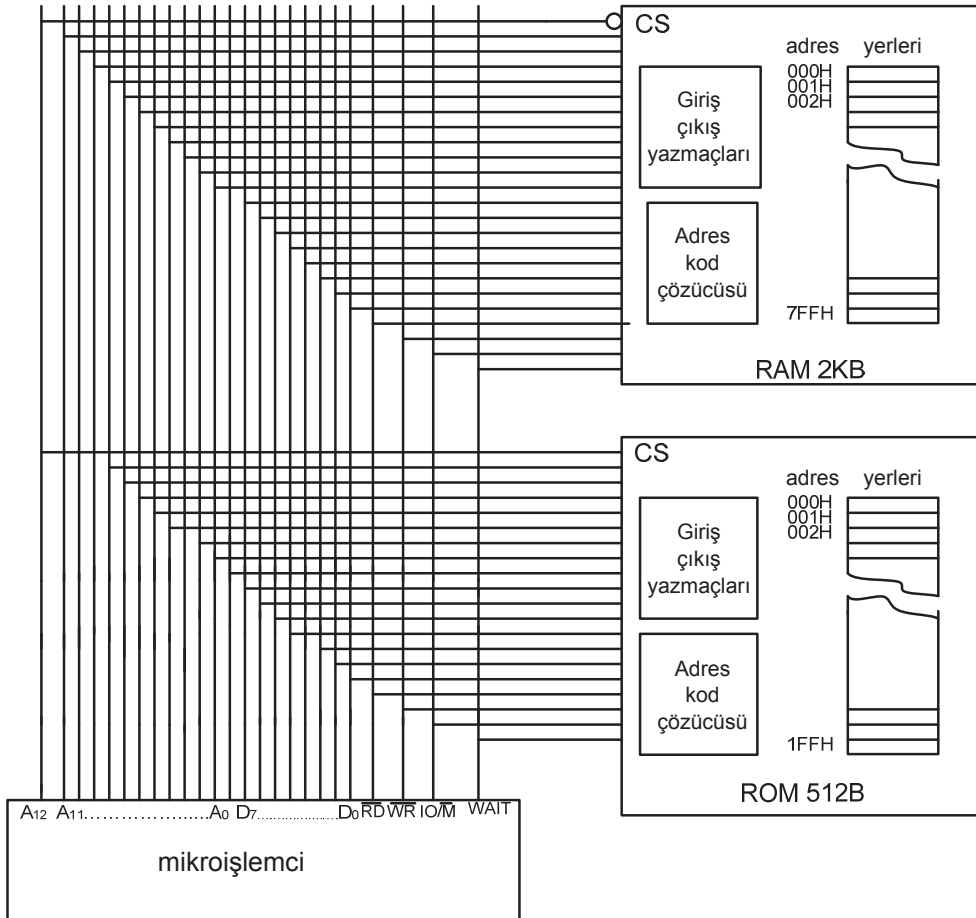 CS
adres yerleri
000H
001H
002H
Giriş
çıkış
yazmaçları
Adres
kod
çözücüsü
7FFH
RAM 2KB
CS
adres yerleri
000H
001H
002H
Giriş
çıkış
yazmaçları
Adres
kod
çözücüsü
1FFH
ROM 512B
A12 A11....................A0 D7....................D0 R̅D̅ W̅R̅ IO/M̅ WAIT
mikroişlemci